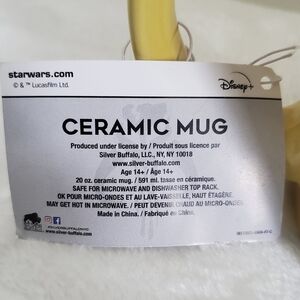 starwars.com
© & ™ Lucasfilm Ltd.
Disney+
CERAMIC MUG
Produced under license by / Produit sous licence par
Silver Buffalo, LLC., NY, NY 10018
www.silver-buffalo.com
Age 14+ / Âge 14+
20 oz. ceramic mug. / 591 ml. tasse en céramique.
SAFE FOR MICROWAVE AND DISHWASHER TOP RACK.
OK POUR MICRO-ONDES ET AU LAVE-VAISSELLE, HAUT ÉTAGÈRE.
MAY GET HOT IN MICROWAVE. / PEUT DEVENIR CHAUD AU MICRO-ONDES.
Made in China. / Fabriqué en Chine.
@SILVERBUFFALONYC
www.silver-buffalo.com